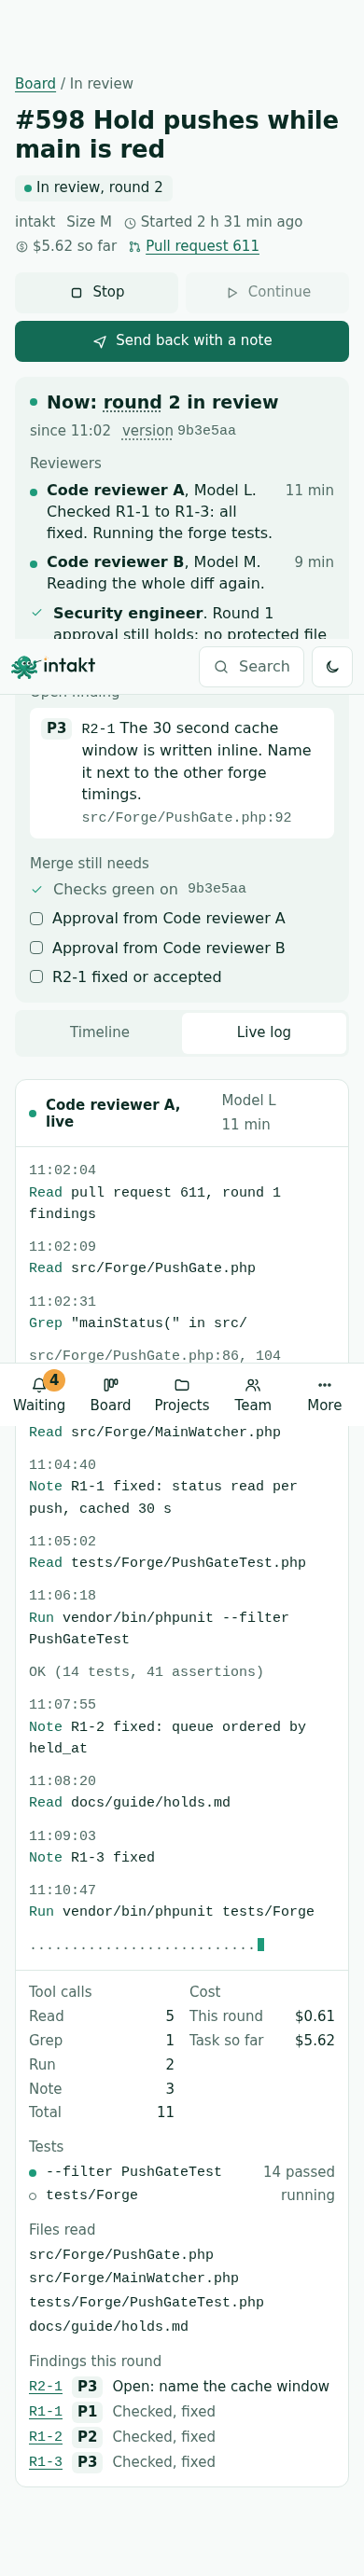 Board / In review
#598 Hold pushes while
main is red
In review, round 2
intakt Size M Started 2 h 31 min ago
$5.62 so far Pull request 611
Stop
Continue
Send back with a note
Now: round 2 in review
since 11:02 version 9b3e5aa
Reviewers
Code reviewer A, Model L. 11 min
Checked R1-1 to R1-3: all
fixed. Running the forge tests.
Code reviewer B, Model M. 9 min
Reading the whole diff again.
Security engineer. Round 1
approval still holds: no protected file
intakt
Search
Open finding
P3 R2-1 The 30 second cache
window is written inline. Name
it next to the other forge
timings.
src/Forge/PushGate.php:92
Merge still needs
Checks green on 9b3e5aa
Approval from Code reviewer A
Approval from Code reviewer B
R2-1 fixed or accepted
Timeline
Live log
Code reviewer A,
live
Model L
11 min
11:02:04
Read pull request 611, round 1
findings
11:02:09
Read src/Forge/PushGate.php
11:02:31
Grep "mainStatus(" in src/
src/Forge/PushGate.php:86, 104
4
Waiting
Board
Projects
Team
More
Read src/Forge/MainWatcher.php
11:04:40
Note R1-1 fixed: status read per
push, cached 30 s
11:05:02
Read tests/Forge/PushGateTest.php
11:06:18
Run vendor/bin/phpunit --filter
PushGateTest
OK (14 tests, 41 assertions)
11:07:55
Note R1-2 fixed: queue ordered by
held_at
11:08:20
Read docs/guide/holds.md
11:09:03
Note R1-3 fixed
11:10:47
Run vendor/bin/phpunit tests/Forge
...........................
Tool calls
Read 5
Grep 1
Run 2
Note 3
Total 11
Cost
This round $0.61
Task so far $5.62
Tests
--filter PushGateTest 14 passed
tests/Forge running
Files read
src/Forge/PushGate.php
src/Forge/MainWatcher.php
tests/Forge/PushGateTest.php
docs/guide/holds.md
Findings this round
R2-1 P3 Open: name the cache window
R1-1 P1 Checked, fixed
R1-2 P2 Checked, fixed
R1-3 P3 Checked, fixed